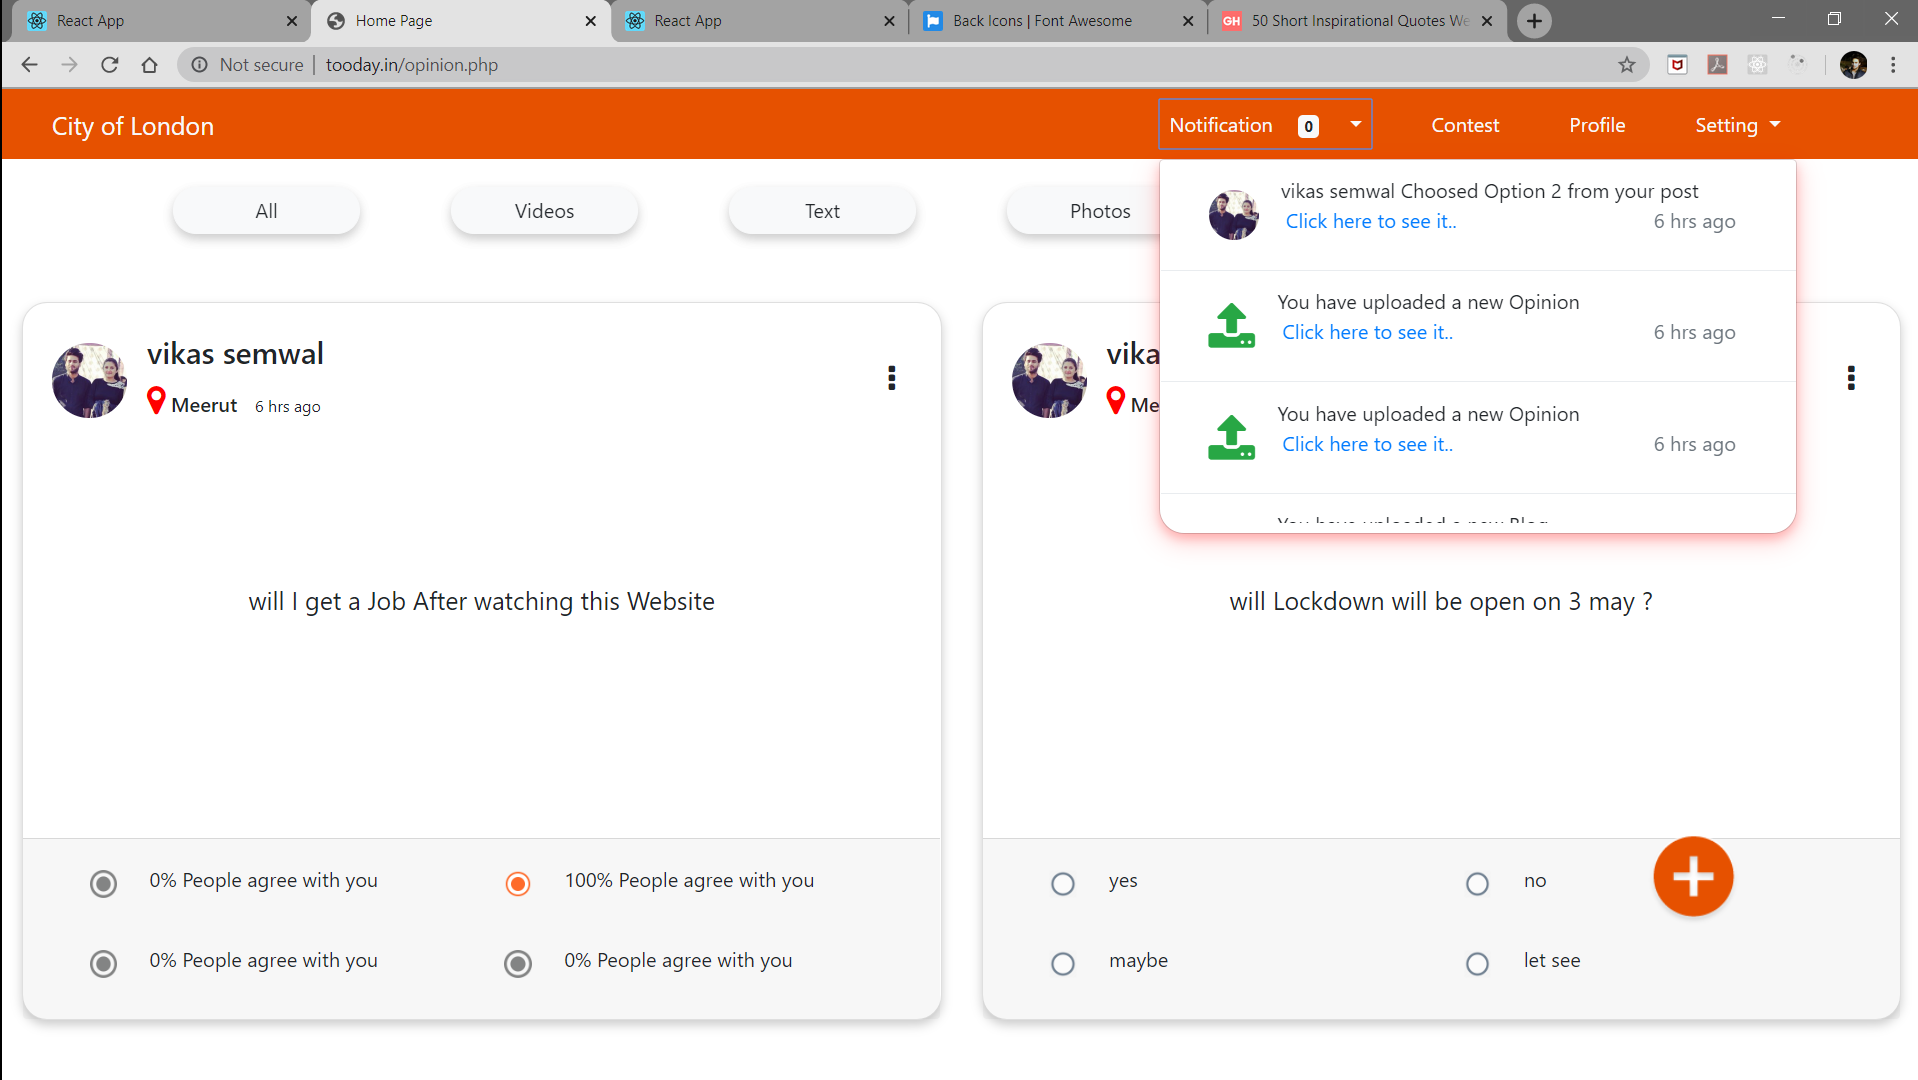 React App
Home Page
React App
Back Icons | Font Awesome
GH 50 Short Inspirational Quotes We
Not secure | tooday.in/opinion.php
City of London
Notification 0
Contest
Profile
Setting
All
Videos
Text
Photos
vikas semwal Choosed Option 2 from your post
Click here to see it.. 6 hrs ago
You have uploaded a new Opinion
Click here to see it.. 6 hrs ago
You have uploaded a new Opinion
Click here to see it.. 6 hrs ago
You have uploaded a new Blog
vikas semwal
Meerut 6 hrs ago
will I get a Job After watching this Website
0% People agree with you
100% People agree with you
0% People agree with you
0% People agree with you
vika
Me
will Lockdown will be open on 3 may ?
yes
no
maybe
let see